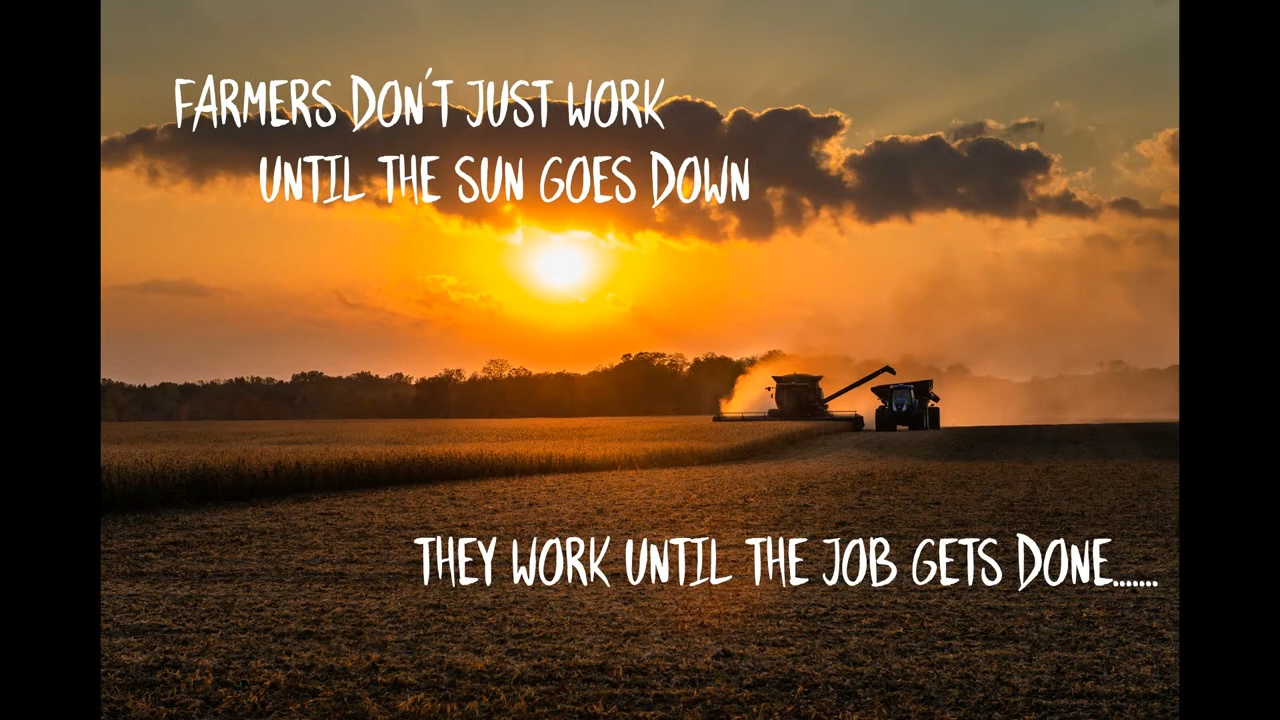 FARMERS DON'T JUST WORK
UNTIL THE SUN GOES DOWN
THEY WORK UNTIL THE JOB GETS DONE.......